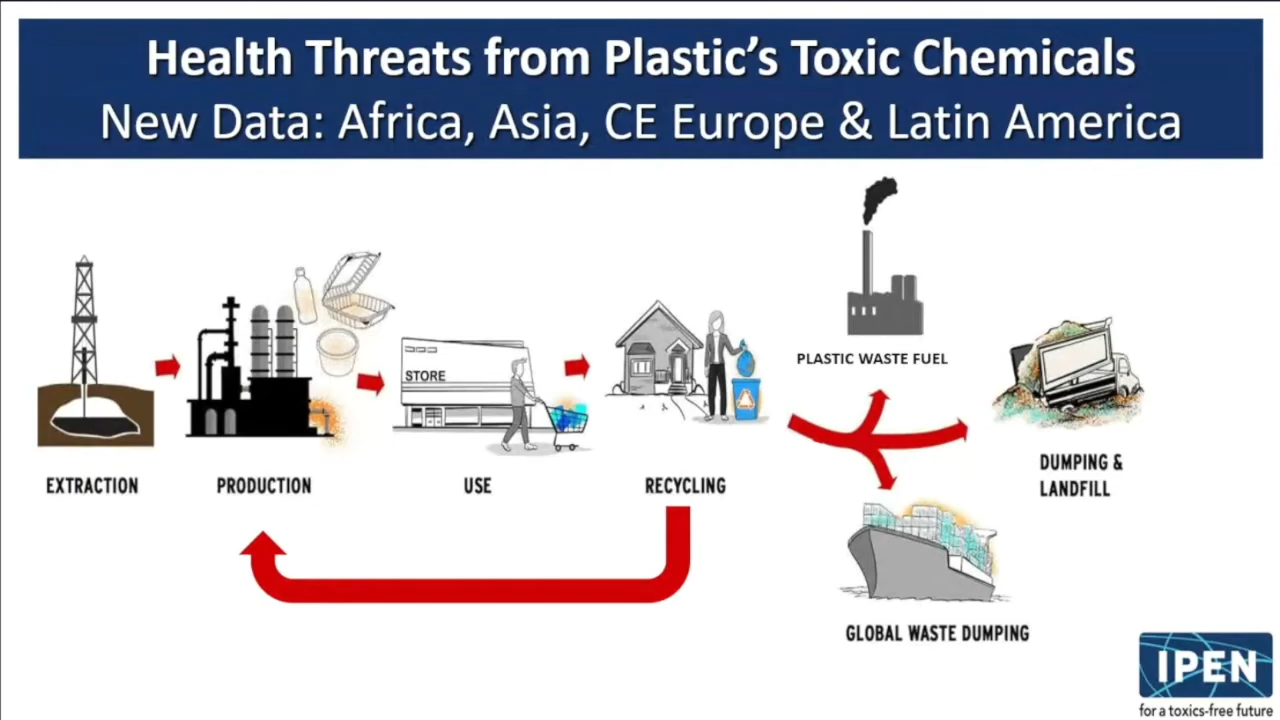 Health Threats from Plastic's Toxic Chemicals
New Data: Africa, Asia, CE Europe & Latin America
STORE
PLASTIC WASTE FUEL
EXTRACTION
PRODUCTION
USE
RECYCLING
DUMPING &
LANDFILL
GLOBAL WASTE DUMPING
IPEN
for a toxics-free future